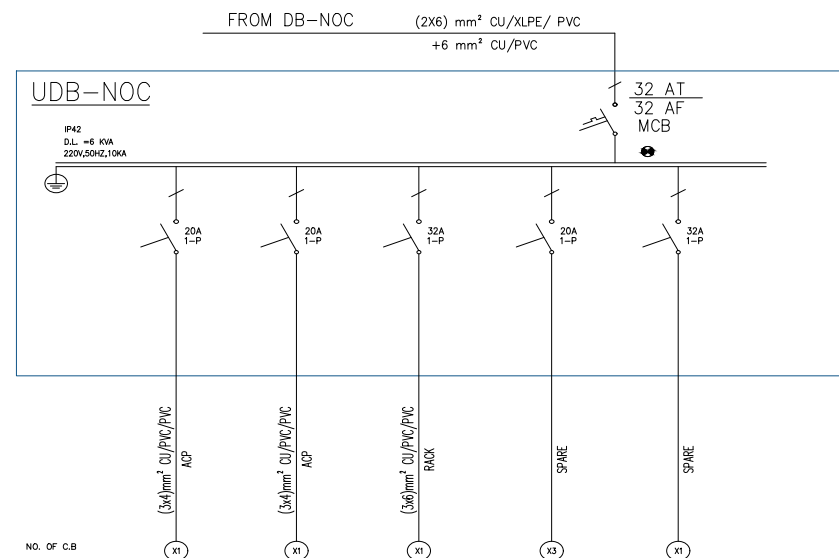 FROM DB-NOC
(2X6) mm² CU/XLPE/ PVC
+6 mm² CU/PVC
UDB-NOC
32 AT
32 AF
MCB
IP42
D.L. =6 KVA
220V,50HZ,10KA
20A
1-P
20A
1-P
32A
1-P
20A
1-P
32A
1-P
(3x4)mm² CU/PVC/PVC
ACP
(3x4)mm² CU/PVC/PVC
ACP
(3x6)mm² CU/PVC/PVC
RACK
SPARE
SPARE
NO. OF C.B
X1
X1
X1
X3
X1